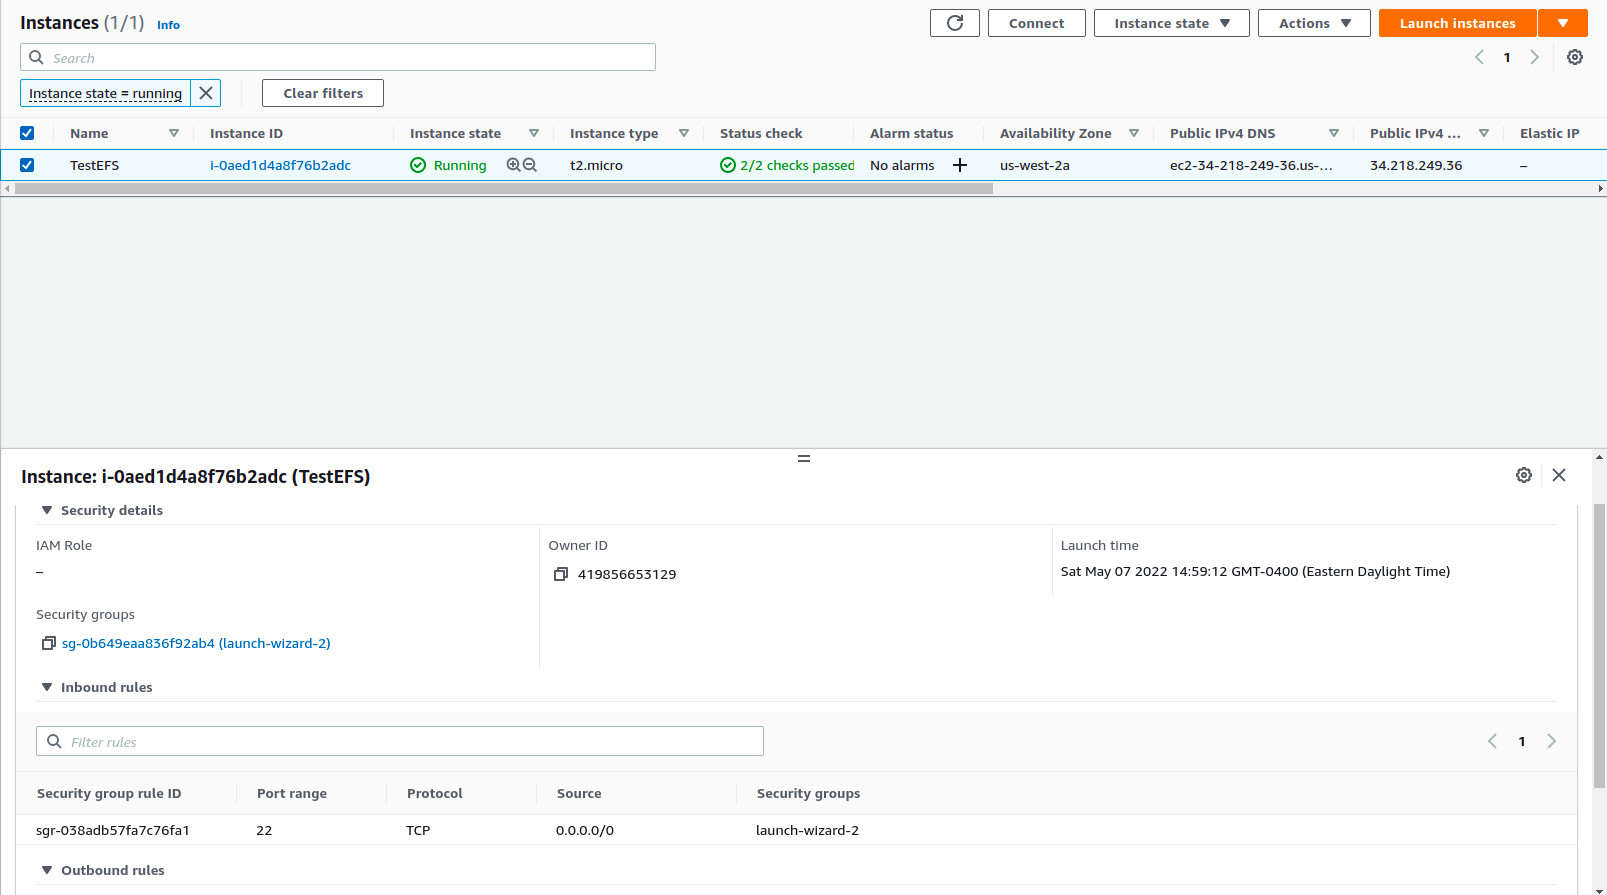 Instances (1/1) Info
Connect Instance state Actions Launch instances
Search
1
Instance state = running Clear filters
Name Instance ID Instance state Instance type Status check Alarm status Availability Zone Public IPv4 DNS Public IPv4 ... Elastic IP
TestEFS i-0aed1d4a8f76b2adc Running t2.micro 2/2 checks passed No alarms + us-west-2a ec2-34-218-249-36.us-... 34.218.249.36 –
Instance: i-0aed1d4a8f76b2adc (TestEFS)
Security details
IAM Role Owner ID Launch time
– 419856653129 Sat May 07 2022 14:59:12 GMT-0400 (Eastern Daylight Time)
Security groups
sg-0b649eaa836f92ab4 (launch-wizard-2)
Inbound rules
Filter rules
1
Security group rule ID Port range Protocol Source Security groups
sgr-038adb57fa7c76fa1 22 TCP 0.0.0.0/0 launch-wizard-2
Outbound rules